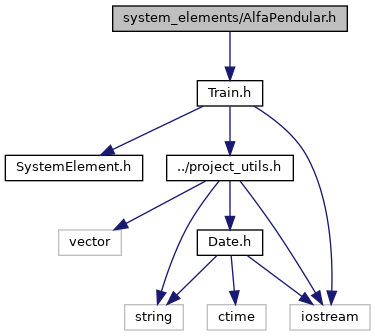 system_elements/AlfaPendular.h
Train.h
SystemElement.h
../project_utils.h
vector
Date.h
string
ctime
iostream